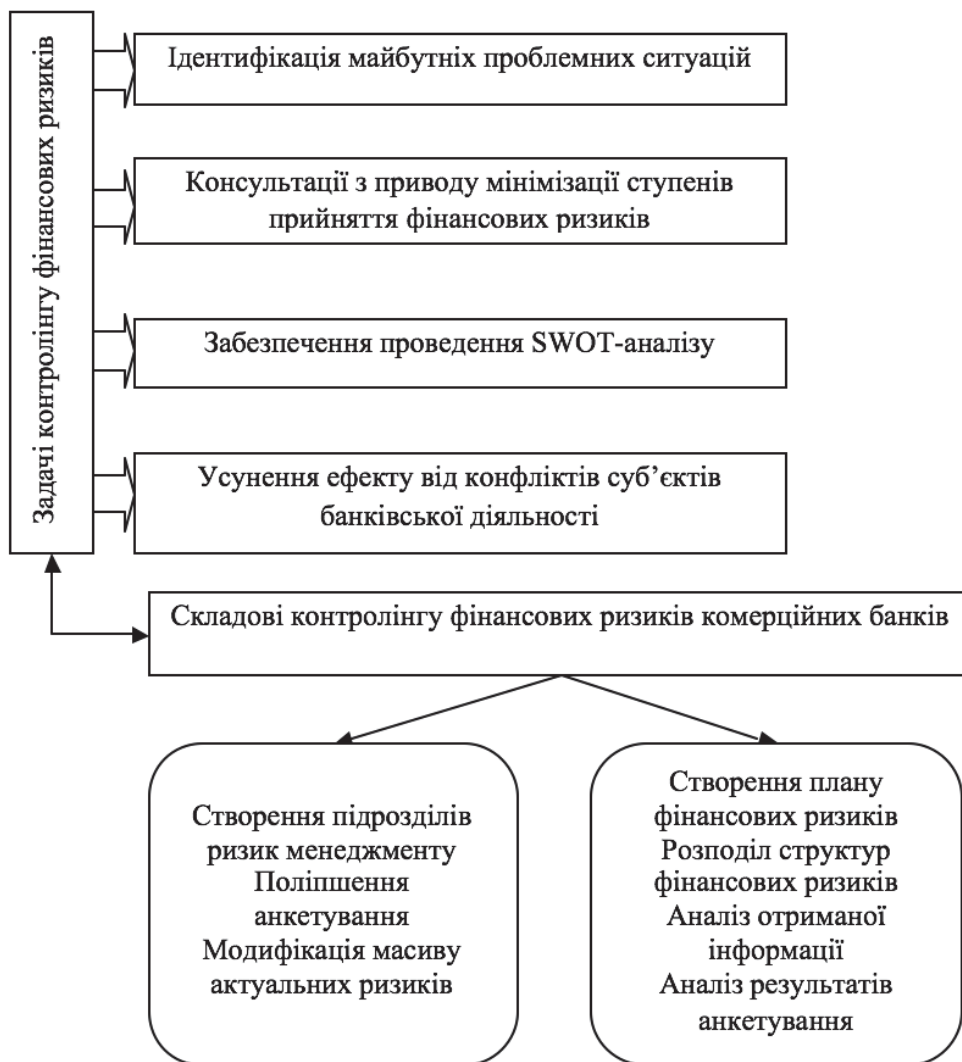 Задачі контролінгу фінансових ризиків
Ідентифікація майбутніх проблемних ситуацій
Консультації з приводу мінімізації ступенів
прийняття фінансових ризиків
Забезпечення проведення SWOT-аналізу
Усунення ефекту від конфліктів суб’єктів
банківської діяльності
Складові контролінгу фінансових ризиків комерційних банків
Створення підрозділів
ризик менеджменту
Поліпшення
анкетування
Модифікація масиву
актуальних ризиків
Створення плану
фінансових ризиків
Розподіл структур
фінансових ризиків
Аналіз отриманої
інформації
Аналіз результатів
анкетування